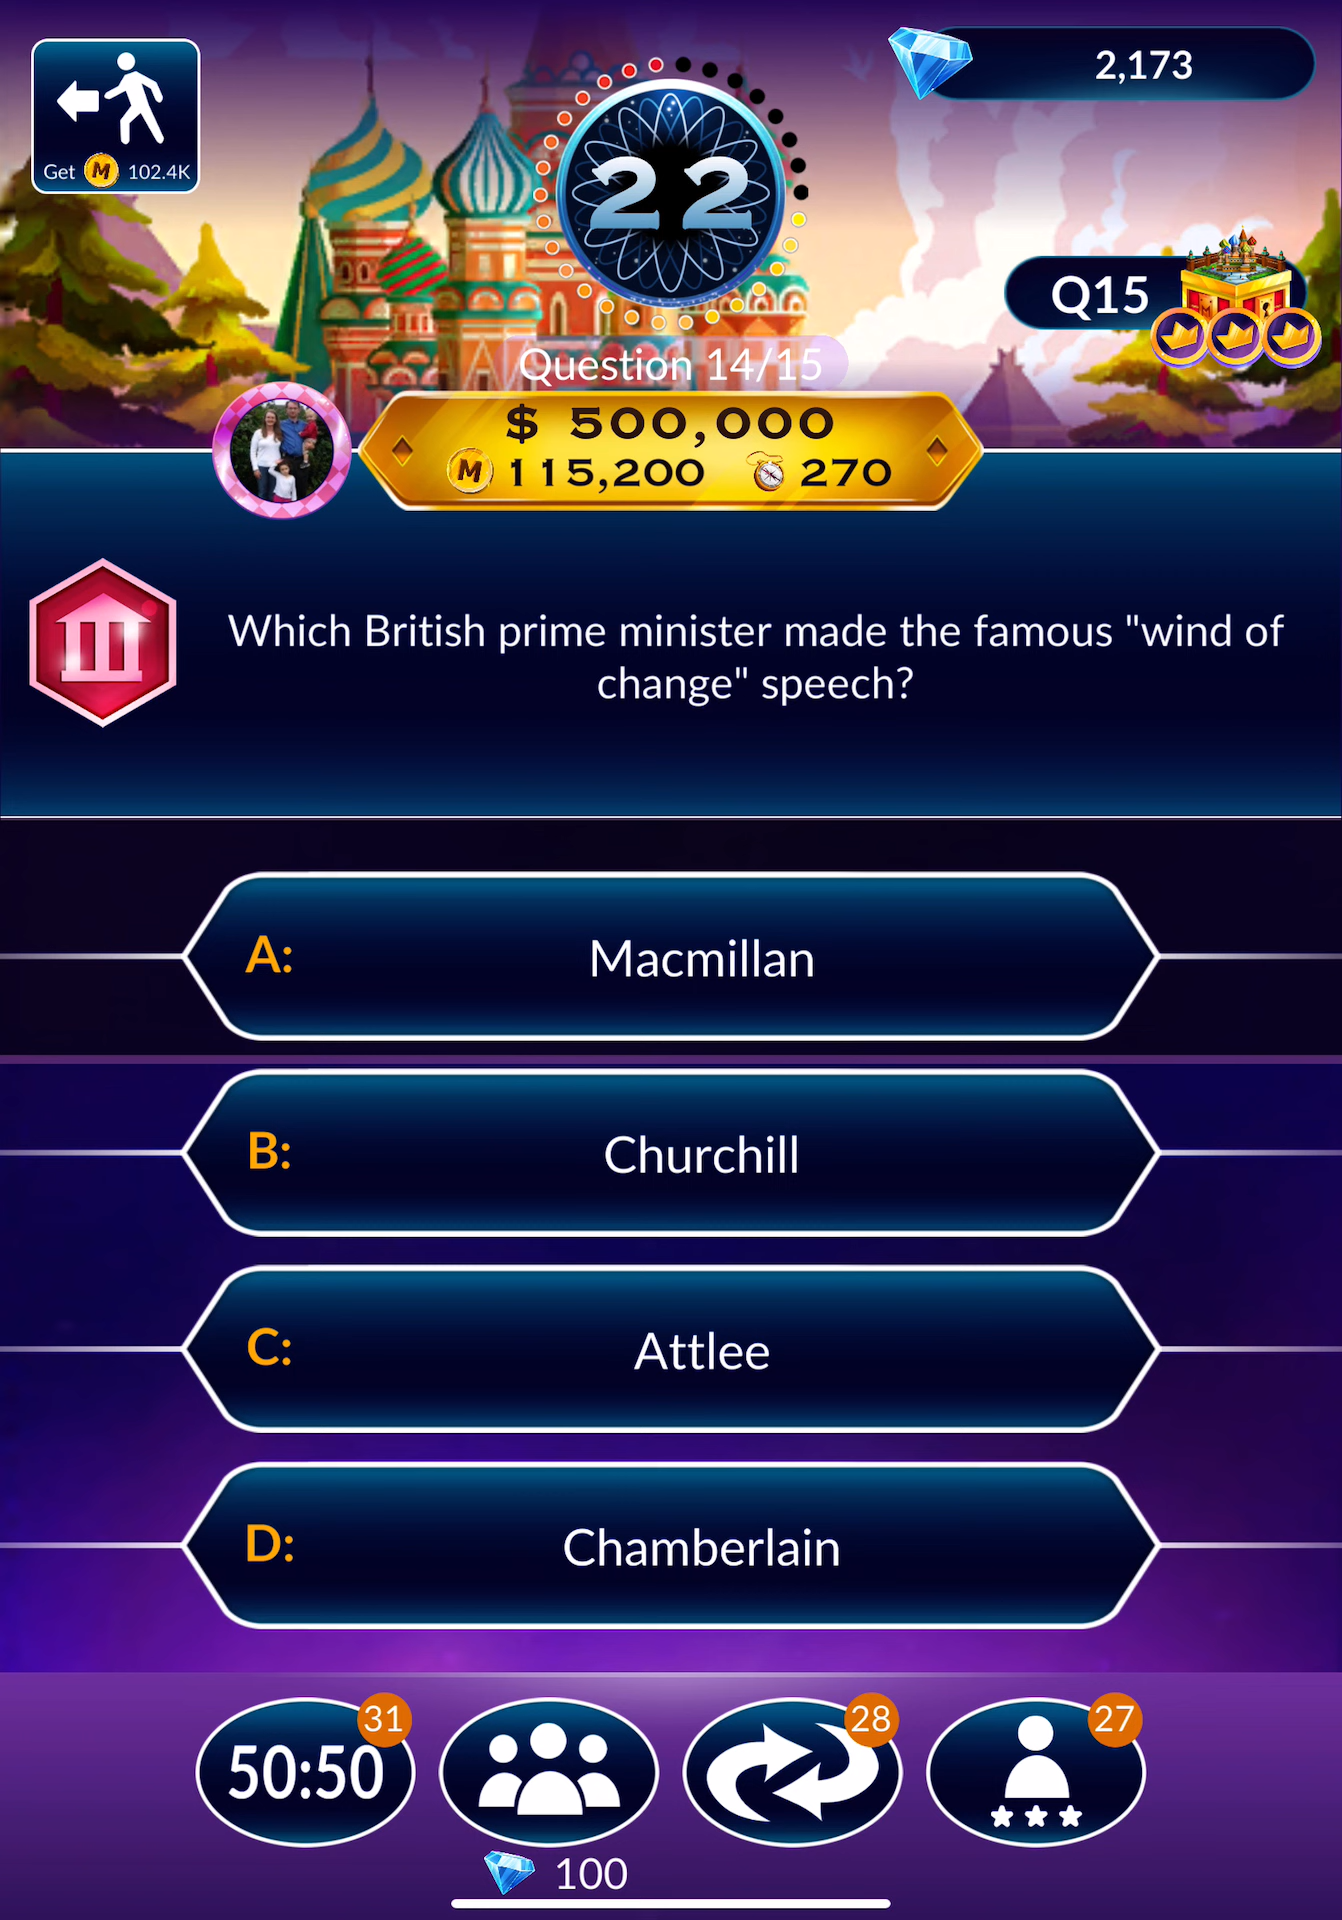 Get M 102.4K
22
2,173
Q15
Question 14/15
$ 500,000
M 115,200 270
Which British prime minister made the famous "wind of
change" speech?
A: Macmillan
B: Churchill
C: Attlee
D: Chamberlain
50:50
31
28
27
100